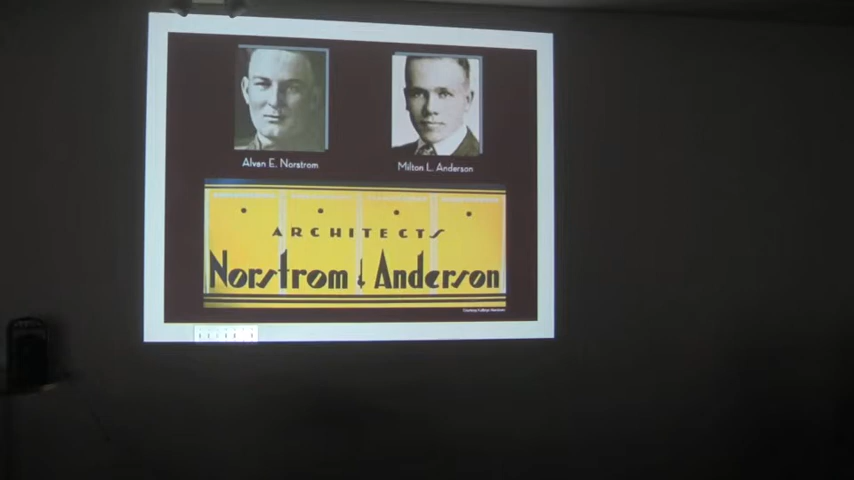 Alvan E. Norstrom
Milton L. Anderson
ARCHITECTS
Norstrom & Anderson